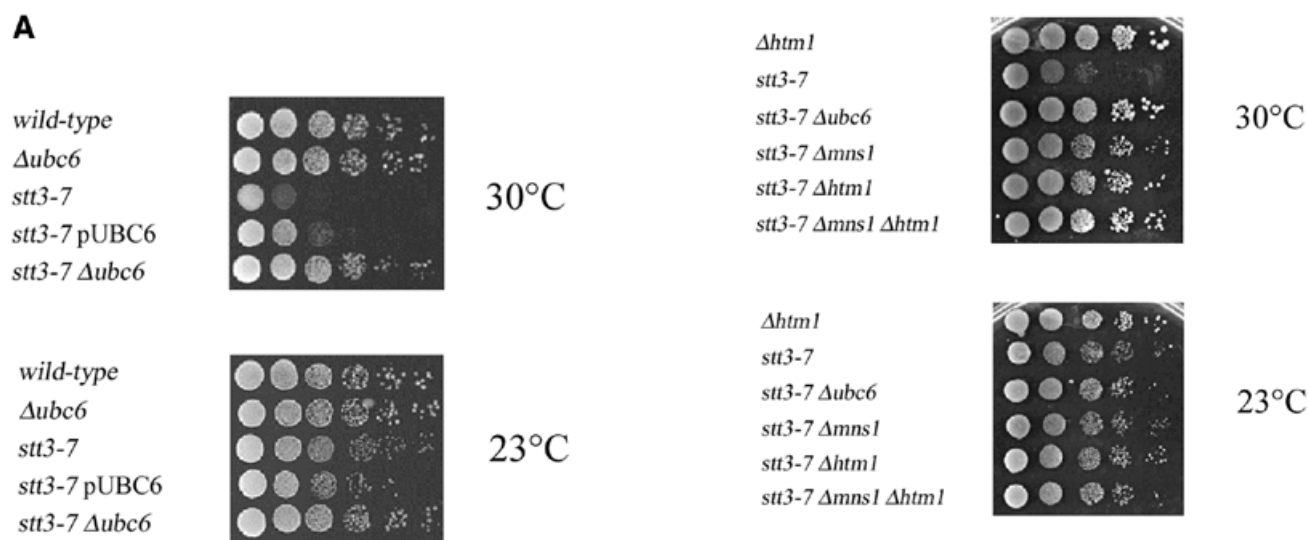 A
wild-type
Δubc6
stt3-7
stt3-7 pUBC6
stt3-7 Δubc6
30°C
wild-type
Δubc6
stt3-7
stt3-7 pUBC6
stt3-7 Δubc6
23°C
Δhtm1
stt3-7
stt3-7 Δubc6
stt3-7 Δmns1
stt3-7 Δhtm1
stt3-7 Δmns1 Δhtm1
30°C
Δhtm1
stt3-7
stt3-7 Δubc6
stt3-7 Δmns1
stt3-7 Δhtm1
stt3-7 Δmns1 Δhtm1
23°C